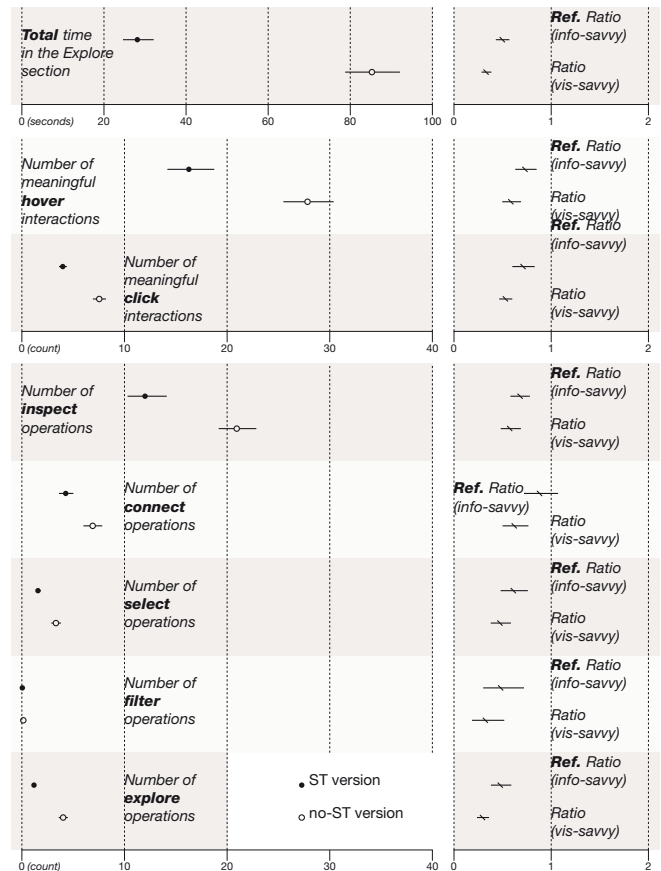 Total time
in the Explore
section
Ref. Ratio
(info-savvy)
Ratio
(vis-savvy)
0 (seconds) 20 40 60 80 100
0 1 2
Number of
meaningful
hover
interactions
Ref. Ratio
(info-savvy)
Ratio
(vis-savvy)
Number of
meaningful
click
interactions
Ref. Ratio
(info-savvy)
Ratio
(vis-savvy)
0 (count) 10 20 30 40
0 1 2
Number of
inspect
operations
Ref. Ratio
(info-savvy)
Ratio
(vis-savvy)
Number of
connect
operations
Ref. Ratio
(info-savvy)
Ratio
(vis-savvy)
Number of
select
operations
Ref. Ratio
(info-savvy)
Ratio
(vis-savvy)
Number of
filter
operations
Ref. Ratio
(info-savvy)
Ratio
(vis-savvy)
Number of
explore
operations
ST version
no-ST version
Ref. Ratio
(info-savvy)
Ratio
(vis-savvy)
0 (count) 10 20 30 40
0 1 2